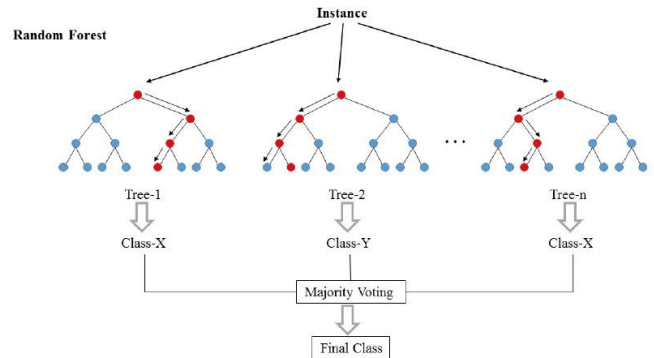 Instance
Random Forest
...
Tree-1 Tree-2 Tree-n
Class-X Class-Y Class-X
Majority Voting
Final Class